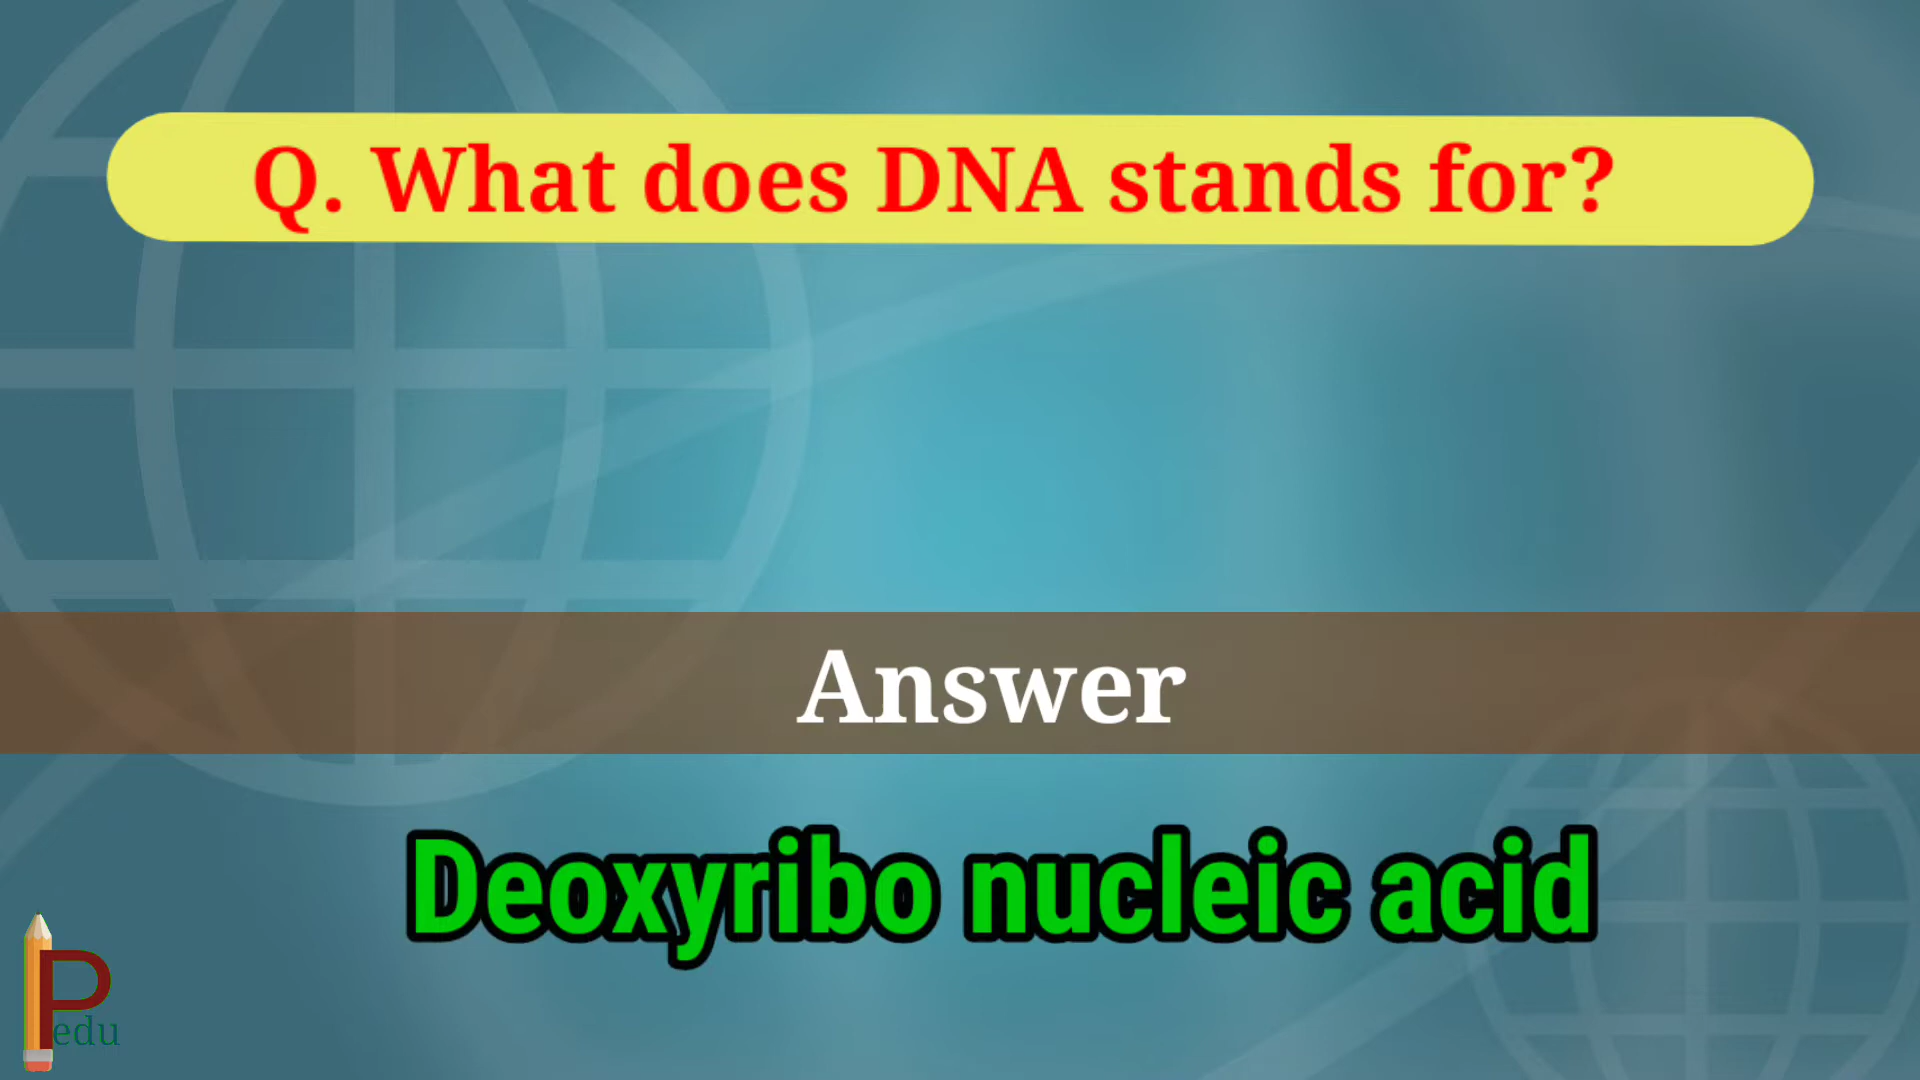 Q. What does DNA stands for?
Answer
Deoxyribo nucleic acid
P
edu